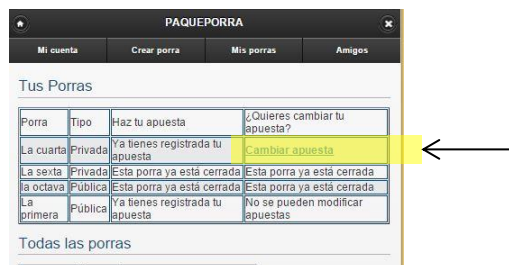 PAQUEPORRA
Mi cuenta Crear porra Mis porras Amigos
Tus Porras
Porra Tipo Haz tu apuesta ¿Quieres cambiar tu
apuesta?
La cuarta Privada Ya tienes registrada tu
apuesta Cambiar apuesta
La sexta Privada Esta porra ya está cerrada Esta porra ya está cerrada
la octava Pública Esta porra ya está cerrada Esta porra ya está cerrada
La
primera Pública Ya tienes registrada tu
apuesta No se pueden modificar
apuestas
Todas las porras